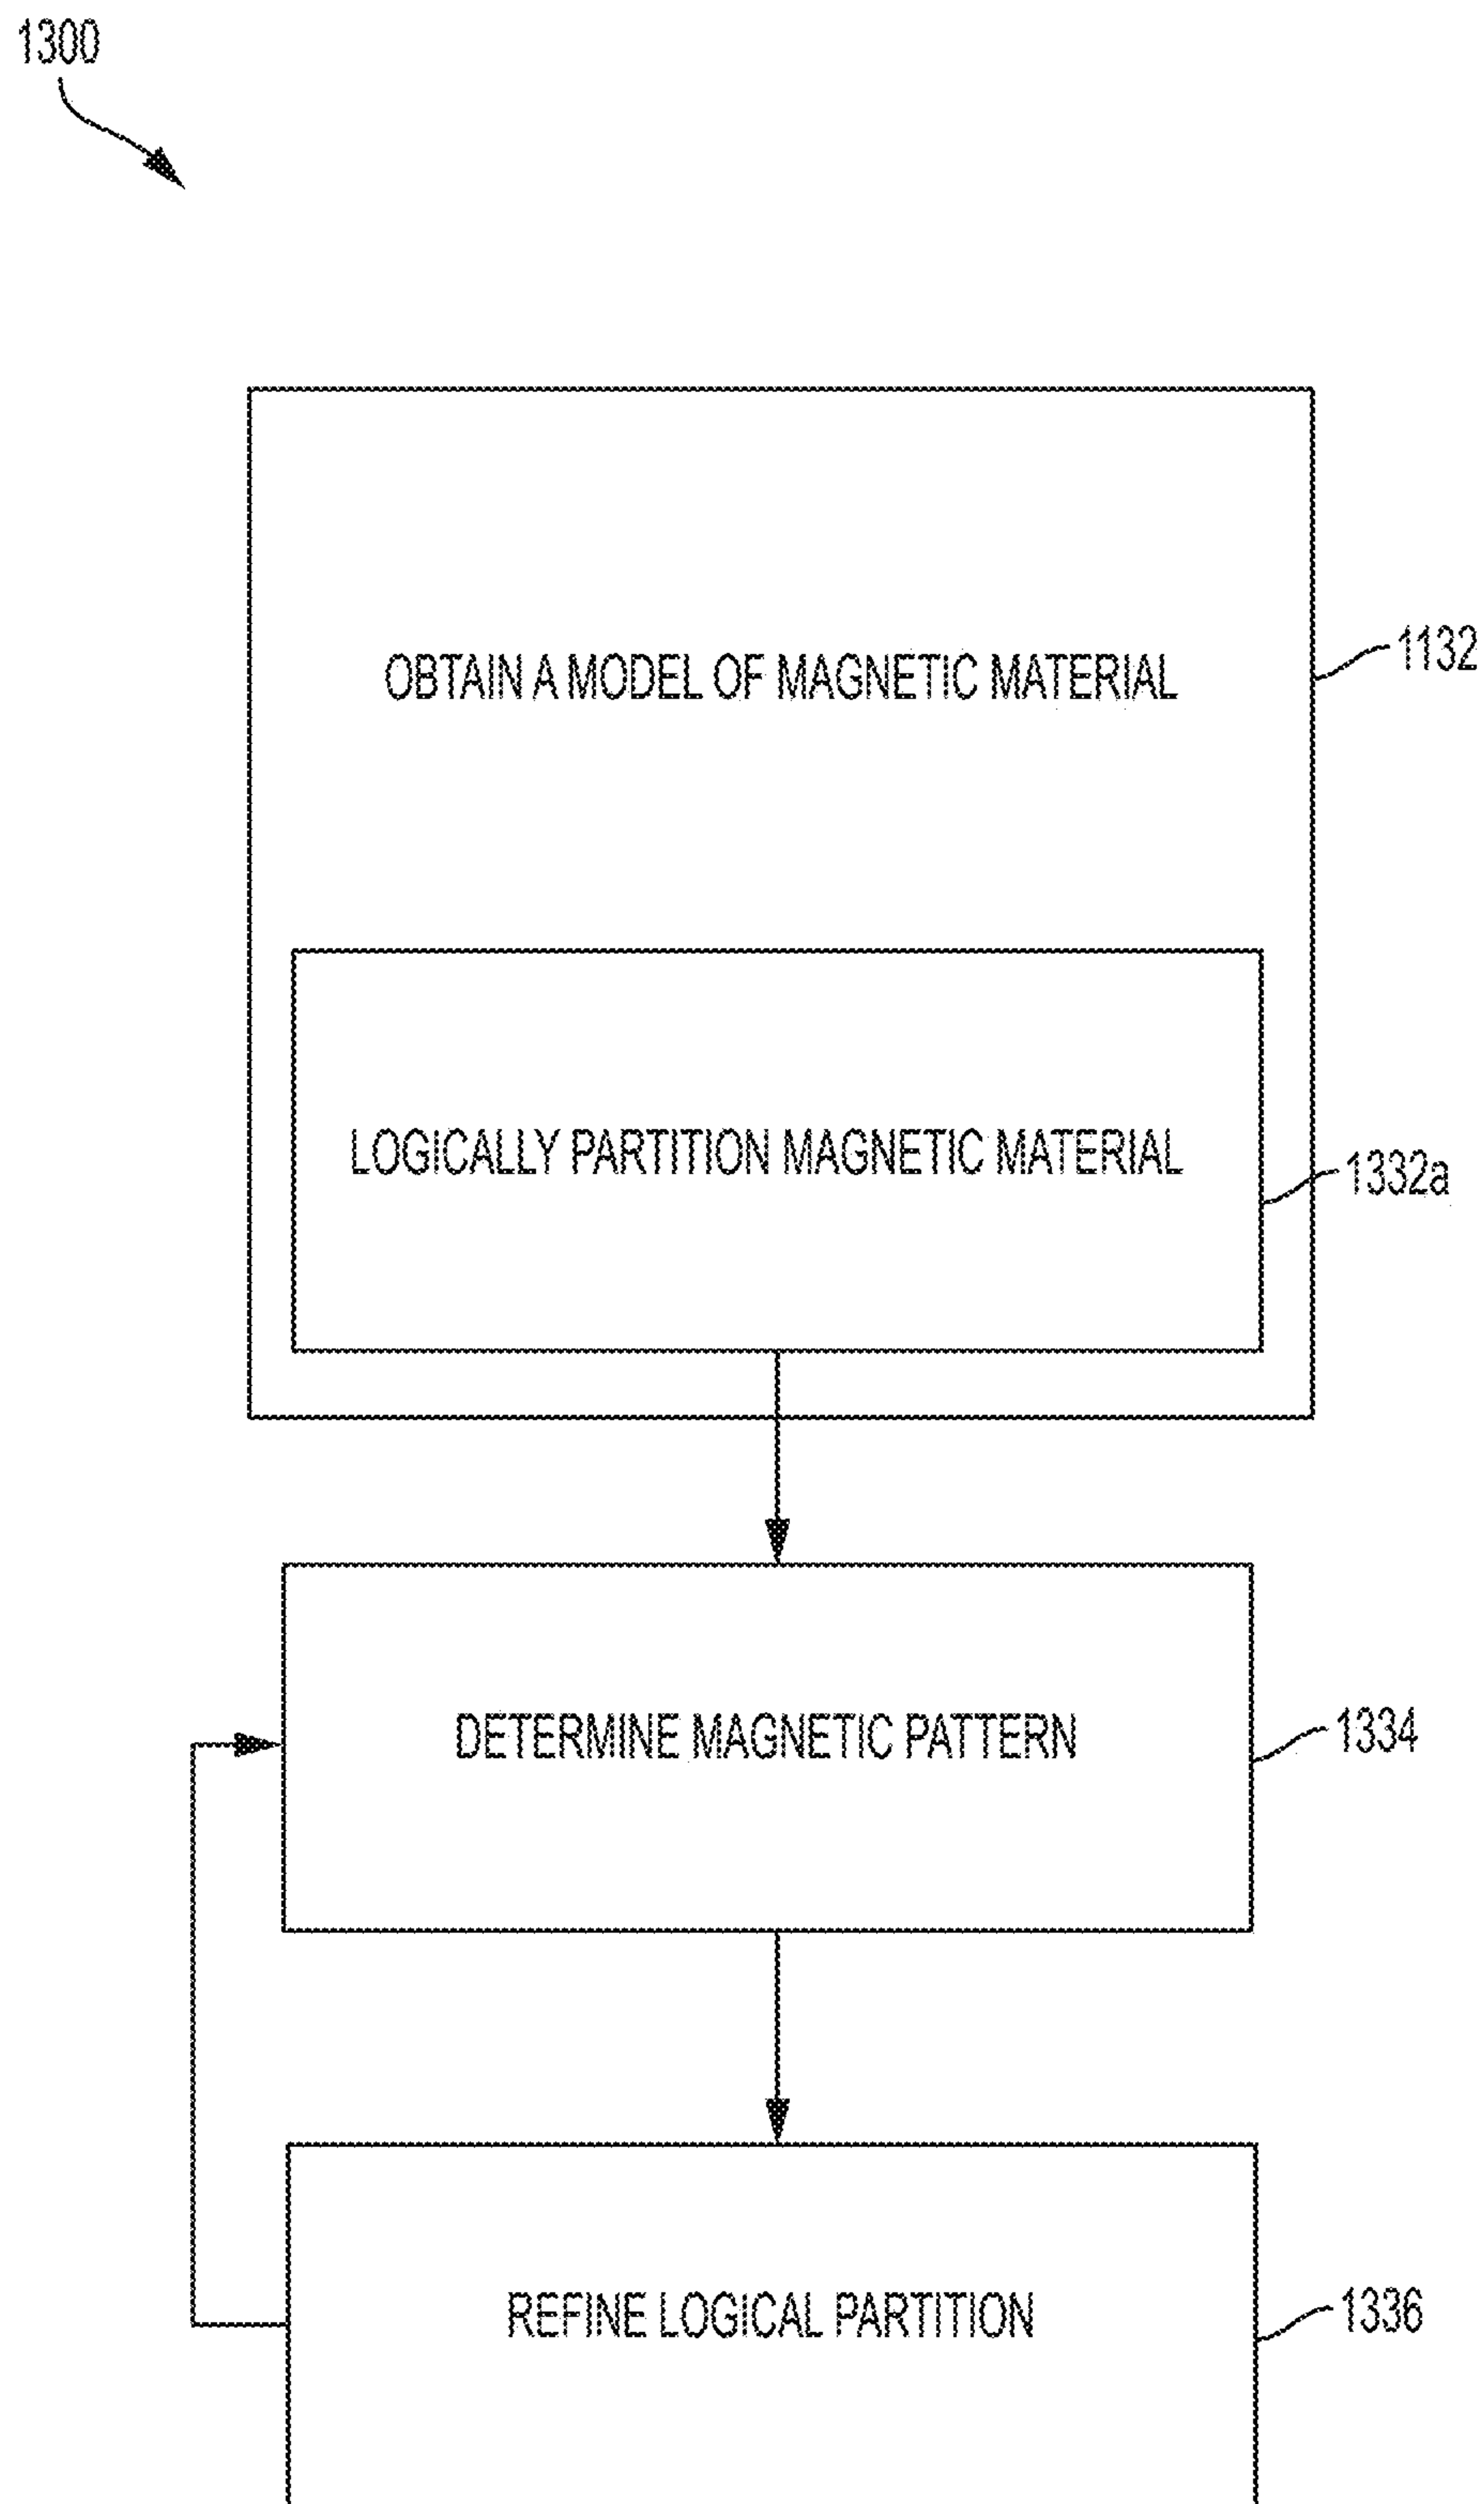 1300
OBTAIN A MODEL OF MAGNETIC MATERIAL
1132
LOGICALLY PARTITION MAGNETIC MATERIAL
1332a
DETERMINE MAGNETIC PATTERN
1334
REFINE LOGICAL PARTITION
1336